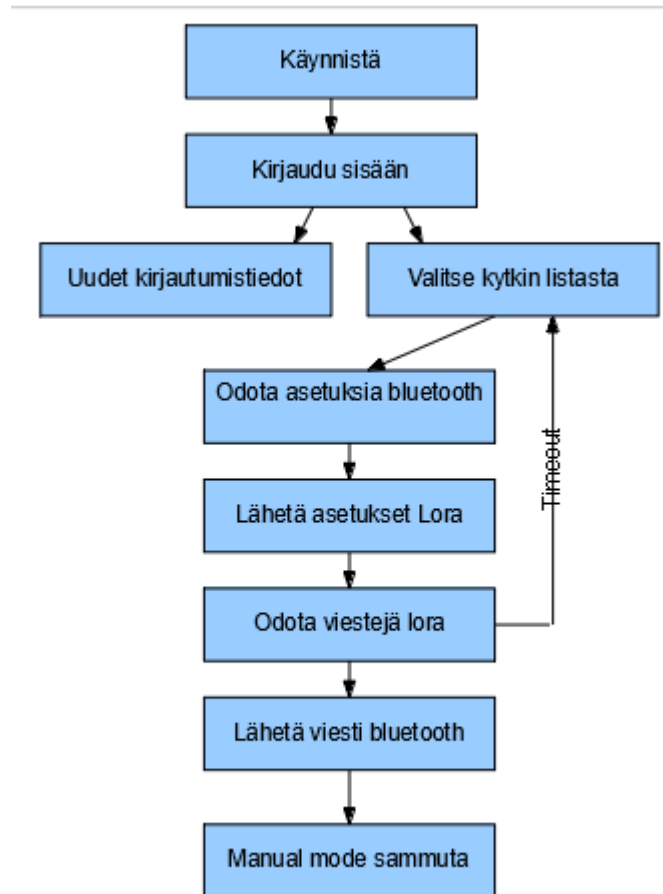 Käynnistä
Kirjaudu sisään
Uudet kirjautumistiedot
Valitse kytkin listasta
Odota asetuksia bluetooth
Timeout
Lähetä asetukset Lora
Odota viestejä lora
Lähetä viesti bluetooth
Manual mode sammuta